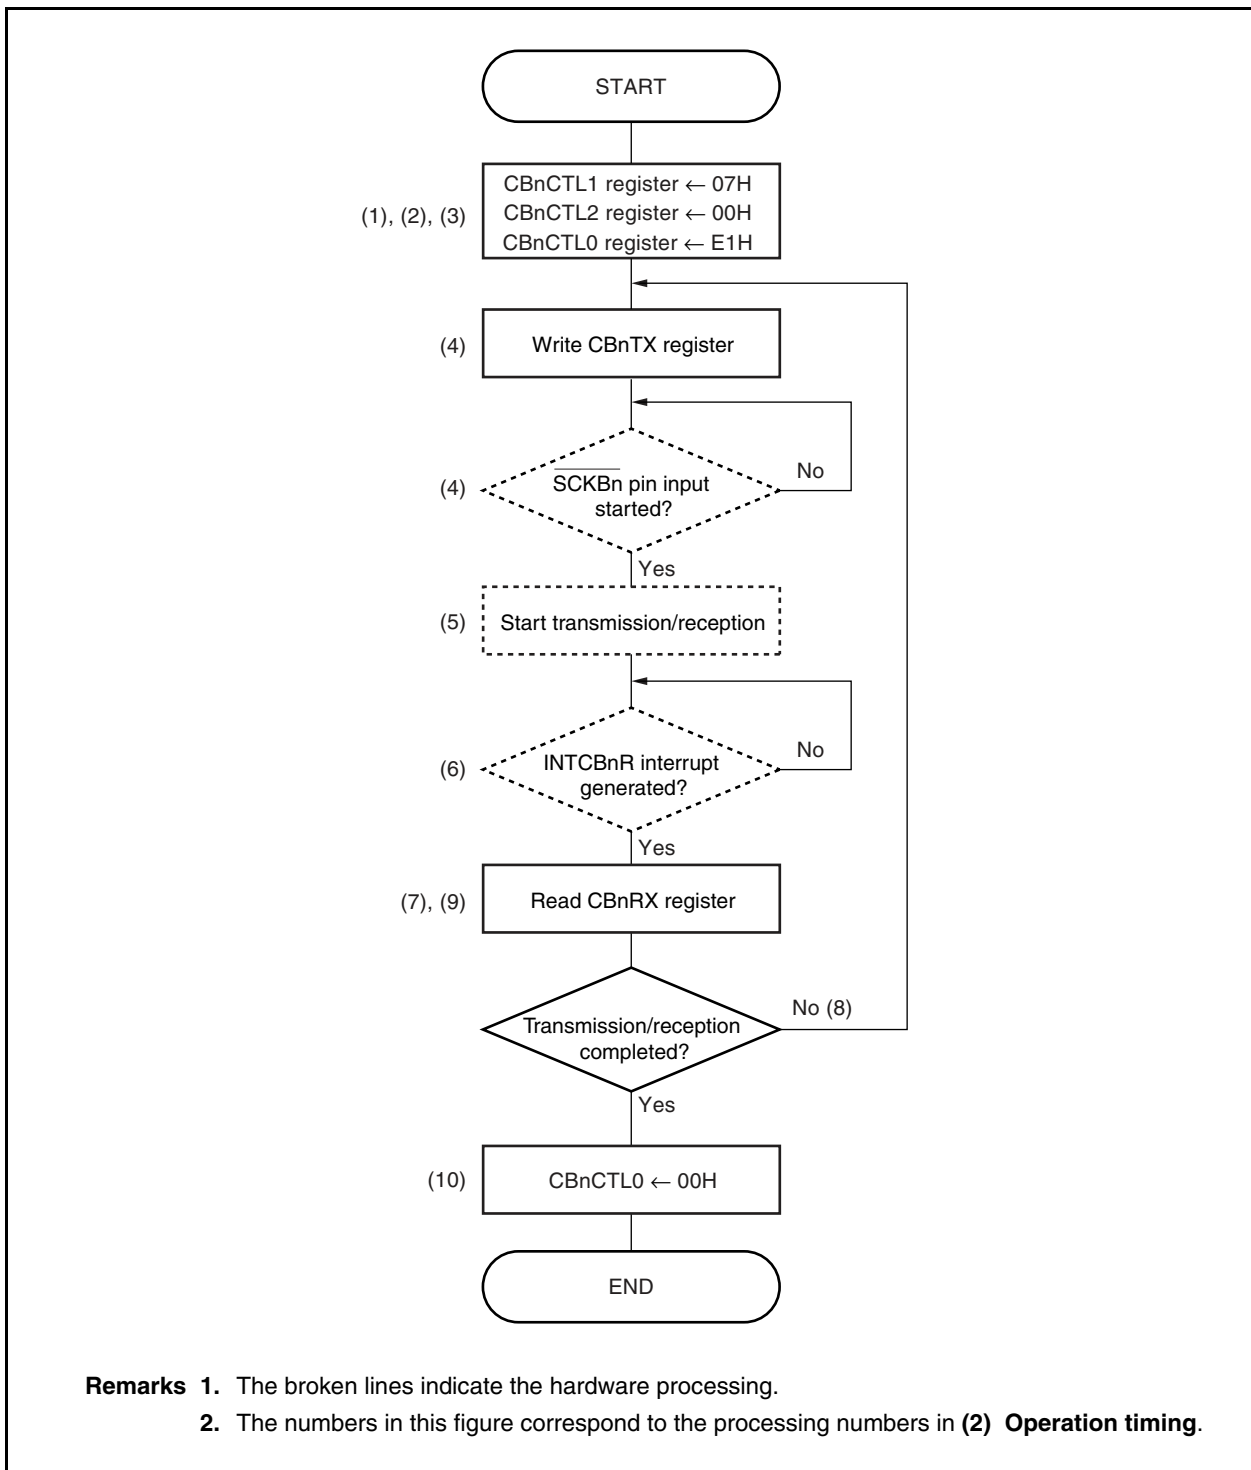 START
CBnCTL1 register ← 07H
(1), (2), (3)
CBnCTL2 register ← 00H
CBnCTL0 register ← E1H
(4)
Write CBnTX register
(4)
SCKBn pin input
started?
No
Yes
(5)
Start transmission/reception
(6)
INTCBnR interrupt
generated?
No
Yes
(7), (9)
Read CBnRX register
Transmission/reception
completed?
No (8)
Yes
(10)
CBnCTL0 ← 00H
END
Remarks 1. The broken lines indicate the hardware processing.
2. The numbers in this figure correspond to the processing numbers in (2) Operation timing.